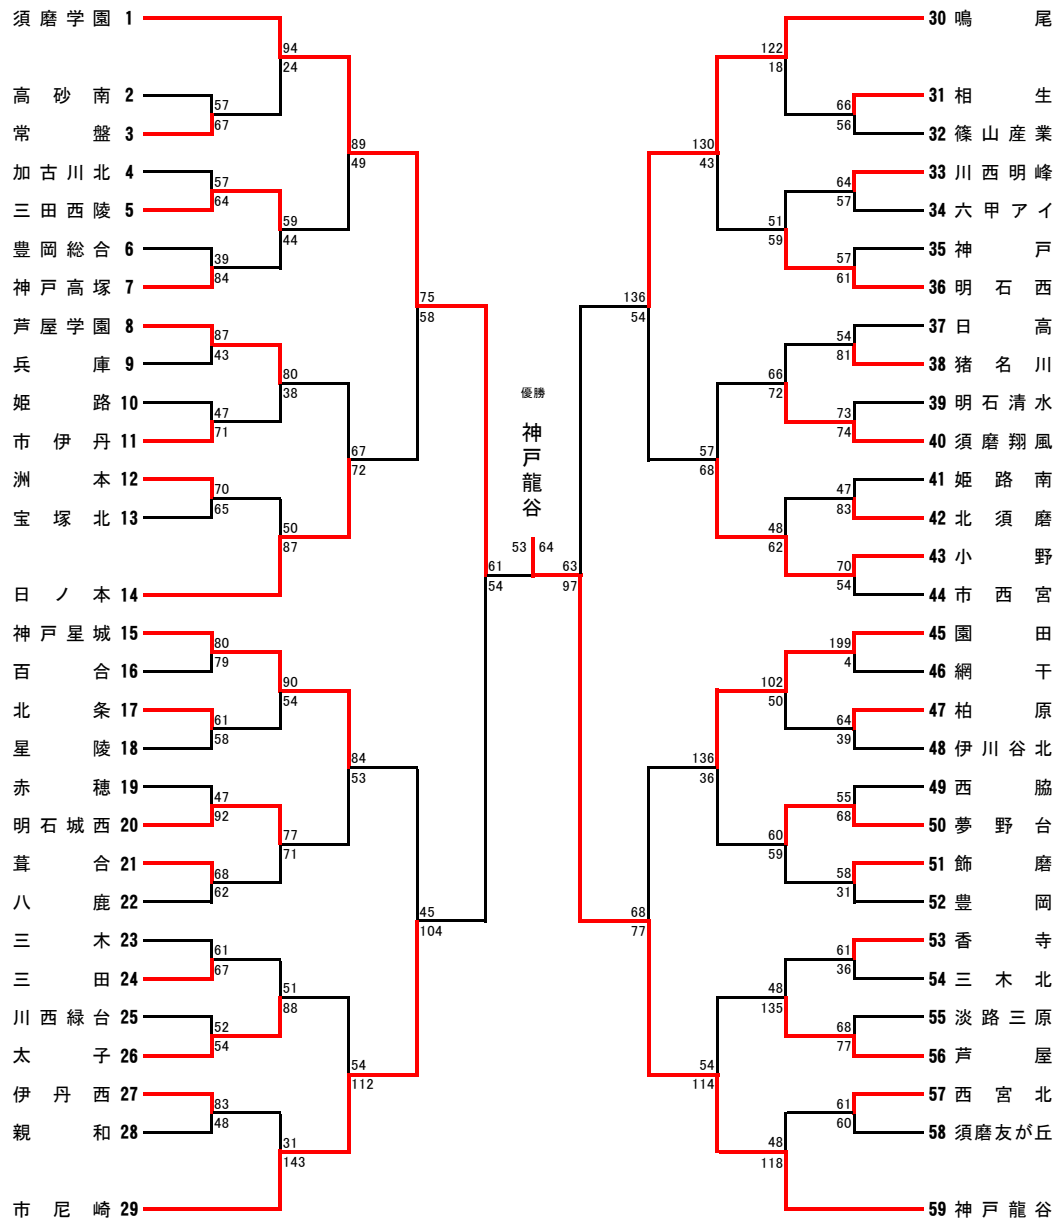 須磨学園 1
94
24
高砂南 2
57
67
常盤 3
89
49
加古川北 4
57
64
三田西陵 5
59
44
豊岡総合 6
39
84
神戸高塚 7
75
58
芦屋学園 8
87
43
兵庫 9
80
38
姫路 10
47
71
市伊丹 11
67
72
洲本 12
70
65
宝塚北 13
50
87
日ノ本 14
61
54
神戸星城 15
80
79
百合 16
90
54
北条 17
61
58
星陵 18
84
53
赤穂 19
47
92
明石城西 20
77
71
葺合 21
68
62
八鹿 22
45
104
三木 23
61
67
三田 24
51
88
川西緑台 25
52
54
太子 26
54
112
伊丹西 27
83
48
親和 28
31
143
市尼崎 29
優勝
神戸龍谷
53 64
30 鳴尾
122
18
31 相生
66
56
32 篠山産業
130
43
33 川西明峰
64
57
34 六甲アイ
51
59
35 神戸
57
61
36 明石西
136
54
37 日高
54
81
38 猪名川
66
72
39 明石清水
73
74
40 須磨翔風
57
68
41 姫路南
47
83
42 北須磨
48
62
43 小野
70
54
44 市西宮
63
97
45 園田
199
4
46 網干
102
50
47 柏原
64
39
48 伊川谷北
136
36
49 西脇
55
68
50 夢野台
60
59
51 飾磨
58
31
52 豊岡
68
77
53 香寺
61
36
54 三木北
48
135
55 淡路三原
68
77
56 芦屋
54
114
57 西宮北
61
60
58 須磨友が丘
48
118
59 神戸龍谷